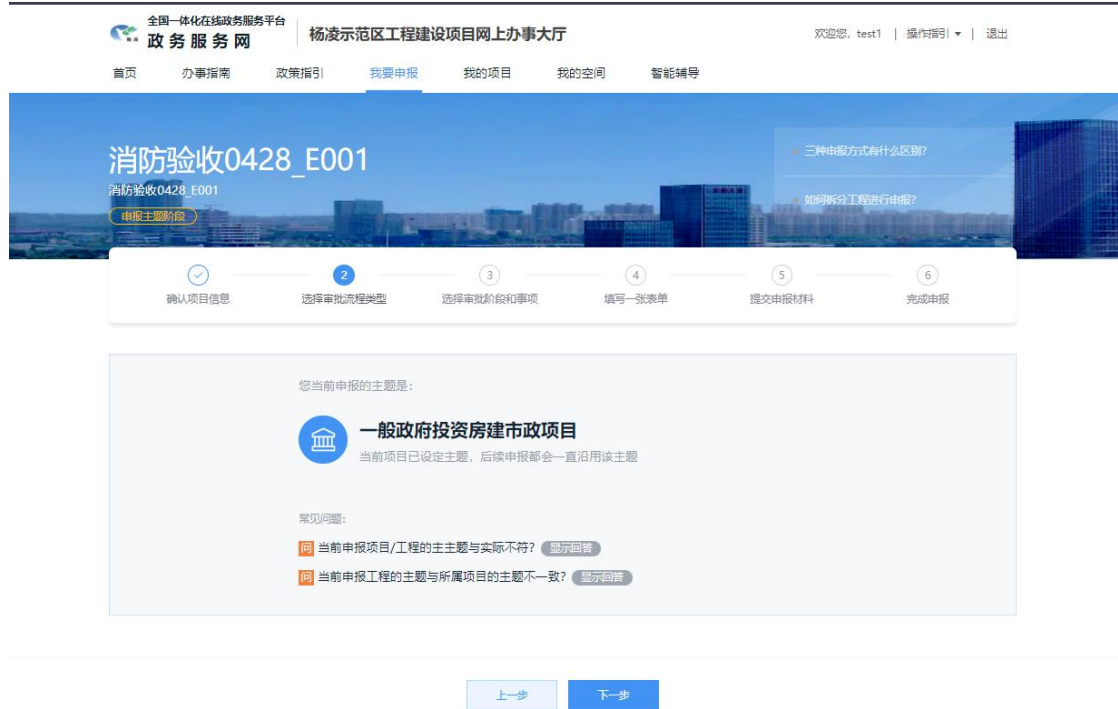 全国一体化在线政务服务平台
政务服务网
杨凌示范区工程建设项目网上办事大厅
欢迎您, test1 | 操作指引 | 退出
首页 办事指南 政策指引 我要申报 我的项目 我的空间 智能辅导
消防验收0428_E001
消防验收0428_E001
申报主题阶段
三种申报方式有什么区别?
如何拆分工程进行申报?
2 3 4 5 6
确认项目信息 选择审批流程类型 选择审批阶段和事项 填写一张表单 提交申报材料 完成申报
您当前申报的主题是:
一般政府投资房建市政项目
当前项目已设定主题, 后续申报都会一直沿用该主题
常见问题:
问 当前申报项目/工程的主主题与实际不符? 显示回答
问 当前申报工程的主题与所属项目的主题不一致? 显示回答
上一步 下一步